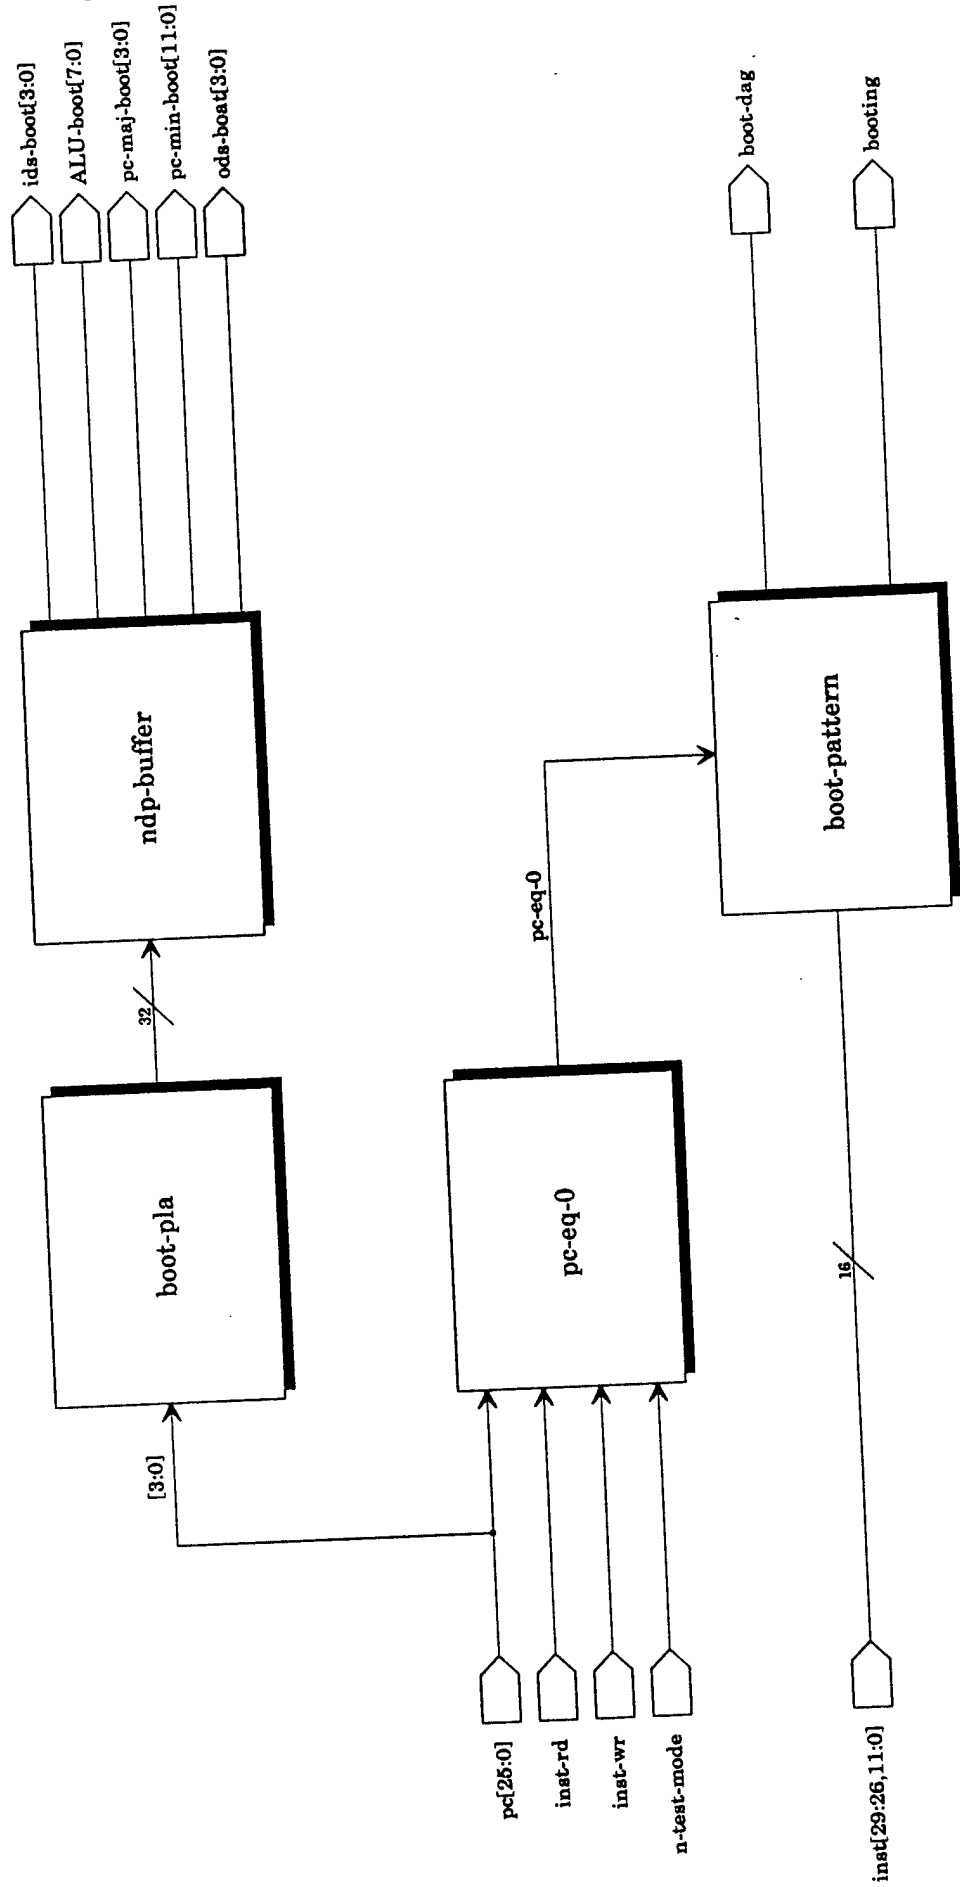 ids-boot[3:0]
ALU-boot[7:0]
pc-maj-boot[3:0]
pc-min-boot[11:0]
ods-boat[3:0]
boot-dag
booting
ndp-buffer
boot-pattern
32
pc-eq-0
boot-pla
pc-eq-0
16
[3:0]
pc[25:0]
inst-rd
inst-wr
n-test-mode
inst[29:26,11:0]